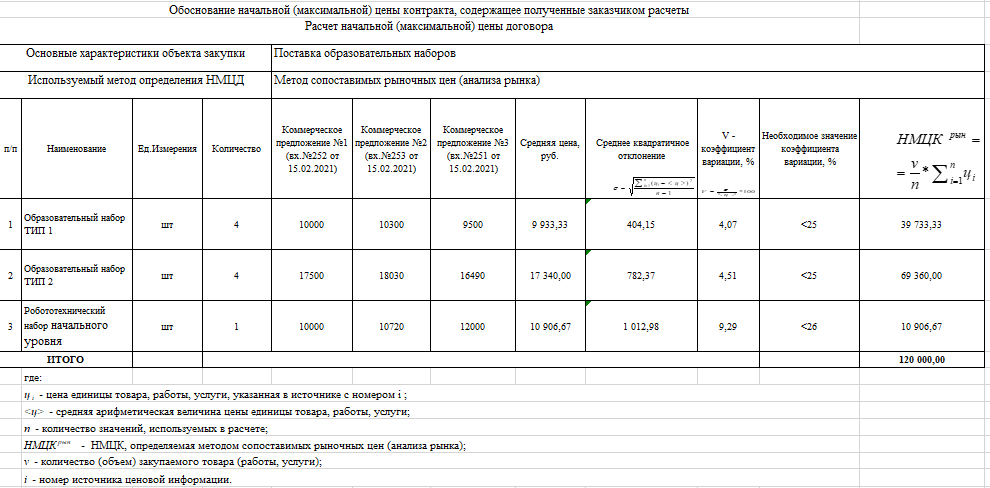 Обоснование начальной (максимальной) цены контракта, содержащее полученные заказчиком расчеты
Расчет начальной (максимальной) цены договора
Основные характеристики объекта закупки Поставка образовательных наборов
Используемый метод определения НМЦД Метод сопоставимых рыночных цен (анализа рынка)
п/п
Наименование
Ед.Измерения
Количество
Коммерческое
предложение №1
(вх.№252 от
15.02.2021)
Коммерческое
предложение №2
(вх.№253 от
15.02.2021)
Коммерческое
предложение №3
(вх.№251 от
15.02.2021)
Средняя цена,
руб.
Среднее квадратичное
отклонение
V -
коэффициент
вариации, %
Необходимое значение
коэффициента
вариации, %
НМЦК рын =
= v/n * ∑ n i=1 ц i
1 Образовательный набор
ТИП 1 шт 4 10000 10300 9500 9 933,33 404,15 4,07 <25 39 733,33
2 Образовательный набор
ТИП 2 шт 4 17500 18030 16490 17 340,00 782,37 4,51 <25 69 360,00
3 Робототехнический
набор начального
уровня шт 1 10000 10720 12000 10 906,67 1 012,98 9,29 <26 10 906,67
ИТОГО 120 000,00
где:
ц i - цена единицы товара, работы, услуги, указанная в источнике с номером i ;
<ц> - средняя арифметическая величина цены единицы товара, работы, услуги;
n - количество значений, используемых в расчете;
НМЦК рын - НМЦК, определяемая методом сопоставимых рыночных цен (анализа рынка);
v - количество (объем) закупаемого товара (работы, услуги);
i - номер источника ценовой информации.